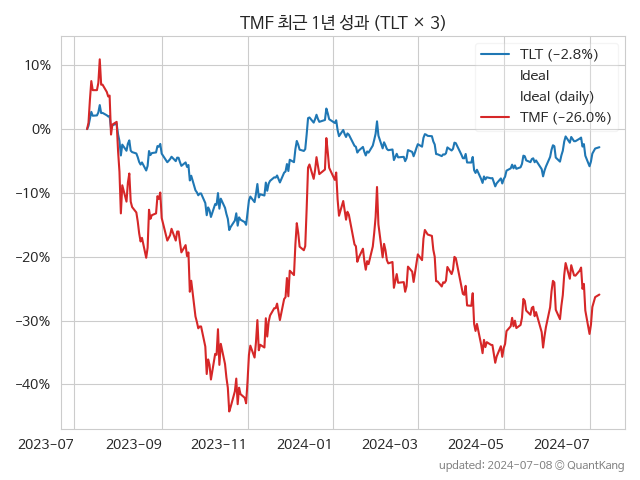 TMF 최근 1년 성과 (TLT × 3)
TLT (−2.8%)
Ideal
Ideal (daily)
TMF (−26.0%)
10%
0%
−10%
−20%
−30%
−40%
2023-07
2023-09
2023-11
2024-01
2024-03
2024-05
2024-07
updated: 2024-07-08 © QuantKang